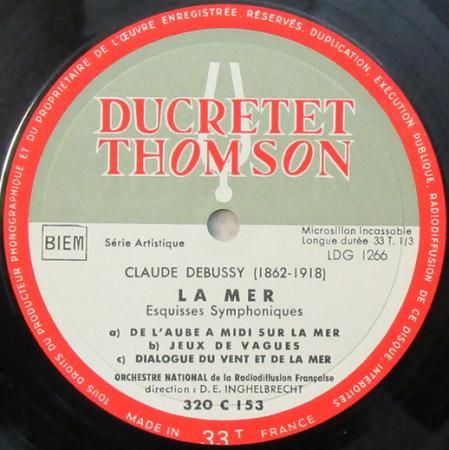 TOUS DROITS DU PRODUCTEUR PHONOGRAPHIQUE ET DU PROPRIÉTAIRE DE L'ŒUVRE ENREGISTRÉE, RÉSERVÉS, DUPLICATION, EXÉCUTION PUBLIQUE, RADIODIFFUSION DE CE DISQUE, INTERDITES
DUCRETET
THOMSON
BIEM
Série Artistique
Microsillon Incassable
Longue durée 33 T. 1/3
LDG 1266
CLAUDE DEBUSSY (1862-1918)
LA MER
Esquisses Symphoniques
a) DE L'AUBE A MIDI SUR LA MER
b) JEUX DE VAGUES
c) DIALOGUE DU VENT ET DE LA MER
ORCHESTRE NATIONAL de la Radiodiffusion Française
direction : D. E. INGHELBRECHT
320 C 153
MADE IN FRANCE
33T